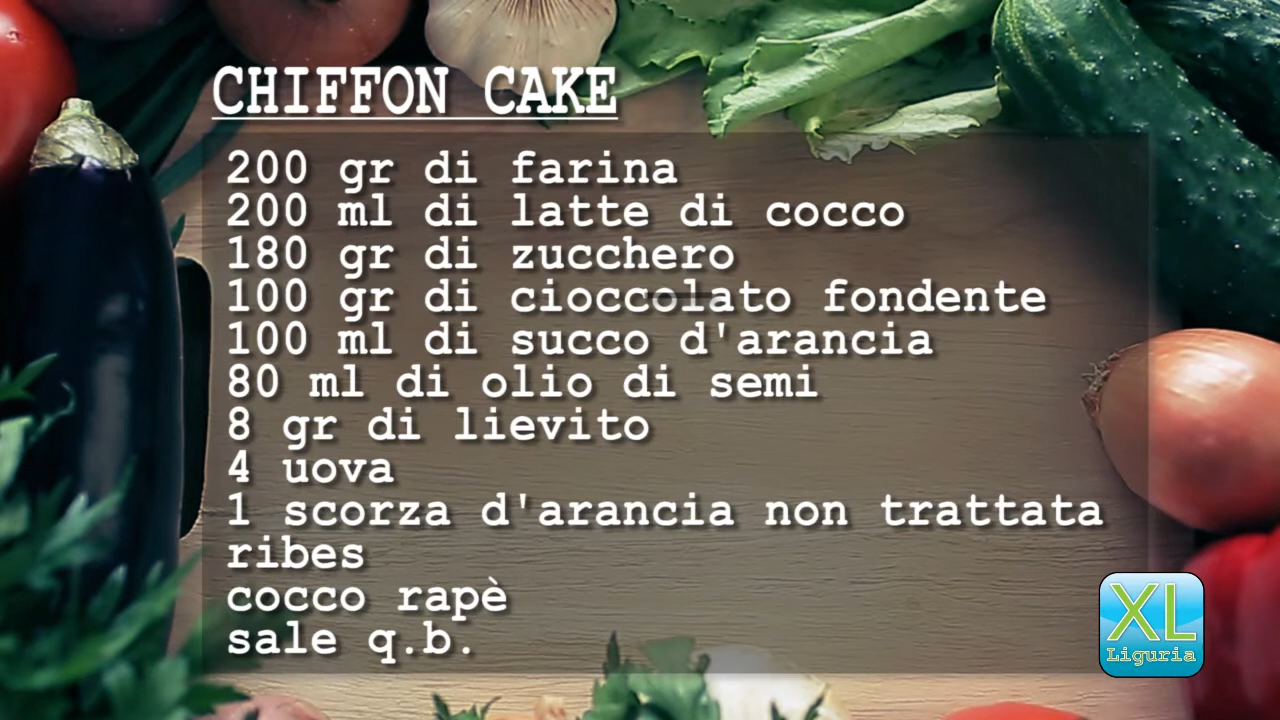 CHIFFON CAKE
200 gr di farina
200 ml di latte di cocco
180 gr di zucchero
100 gr di cioccolato fondente
100 ml di succo d'arancia
80 ml di olio di semi
8 gr di lievito
4 uova
1 scorza d'arancia non trattata
ribes
cocco rapè
sale q.b.
XL
Liguria